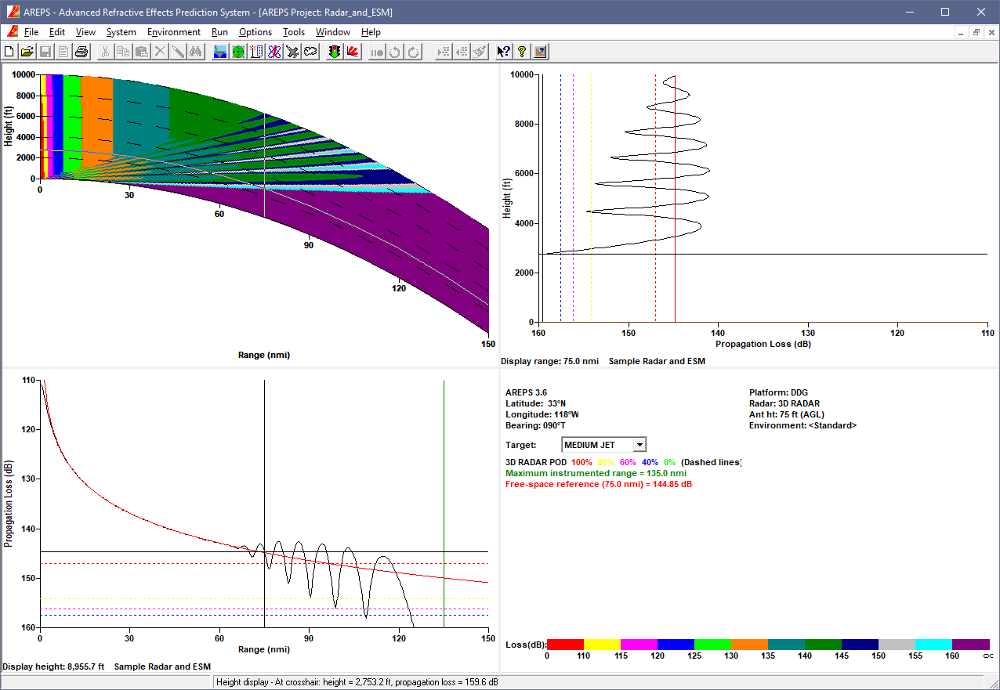 AREPS - Advanced Refractive Effects Prediction System - [AREPS Project: Radar_and_ESM]
File Edit View System Environment Run Options Tools Window Help
10000
8000
6000
4000
2000
0
Height (ft)
0
30
60
90
120
150
Range (nmi)
10000
8000
6000
4000
2000
0
Height (ft)
160 150 140 130 120 110
Propagation Loss (dB)
Display range: 75.0 nmi Sample Radar and ESM
110
120
130
140
150
160
Propagation Loss (dB)
0 30 60 90 120 150
Range (nmi)
Display height: 8,955.7 ft Sample Radar and ESM
AREPS 3.6
Latitude: 33°N
Longitude: 118°W
Bearing: 090°T
Platform: DDG
Radar: 3D RADAR
Ant ht: 75 ft (AGL)
Environment: <Standard>
Target: MEDIUM JET
3D RADAR POD 100% 80% 60% 40% 0% (Dashed lines)
Maximum instrumented range = 135.0 nmi
Free-space reference (75.0 nmi) = 144.85 dB
Loss(dB):
0 110 115 120 125 130 135 140 145 150 155 160 ∞
Height display - At crosshair: height = 2,753.2 ft, propagation loss = 159.6 dB